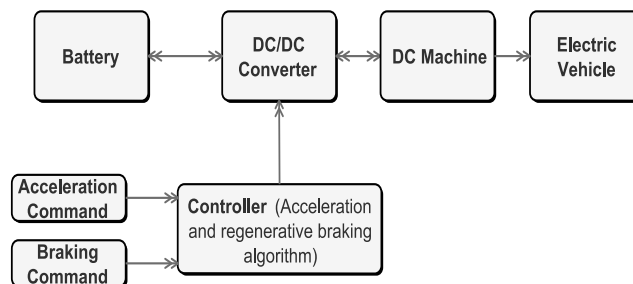 Battery
DC/DC
Converter
DC Machine
Electric
Vehicle
Acceleration
Command
Controller (Acceleration
and regenerative braking
algorithm)
Braking
Command